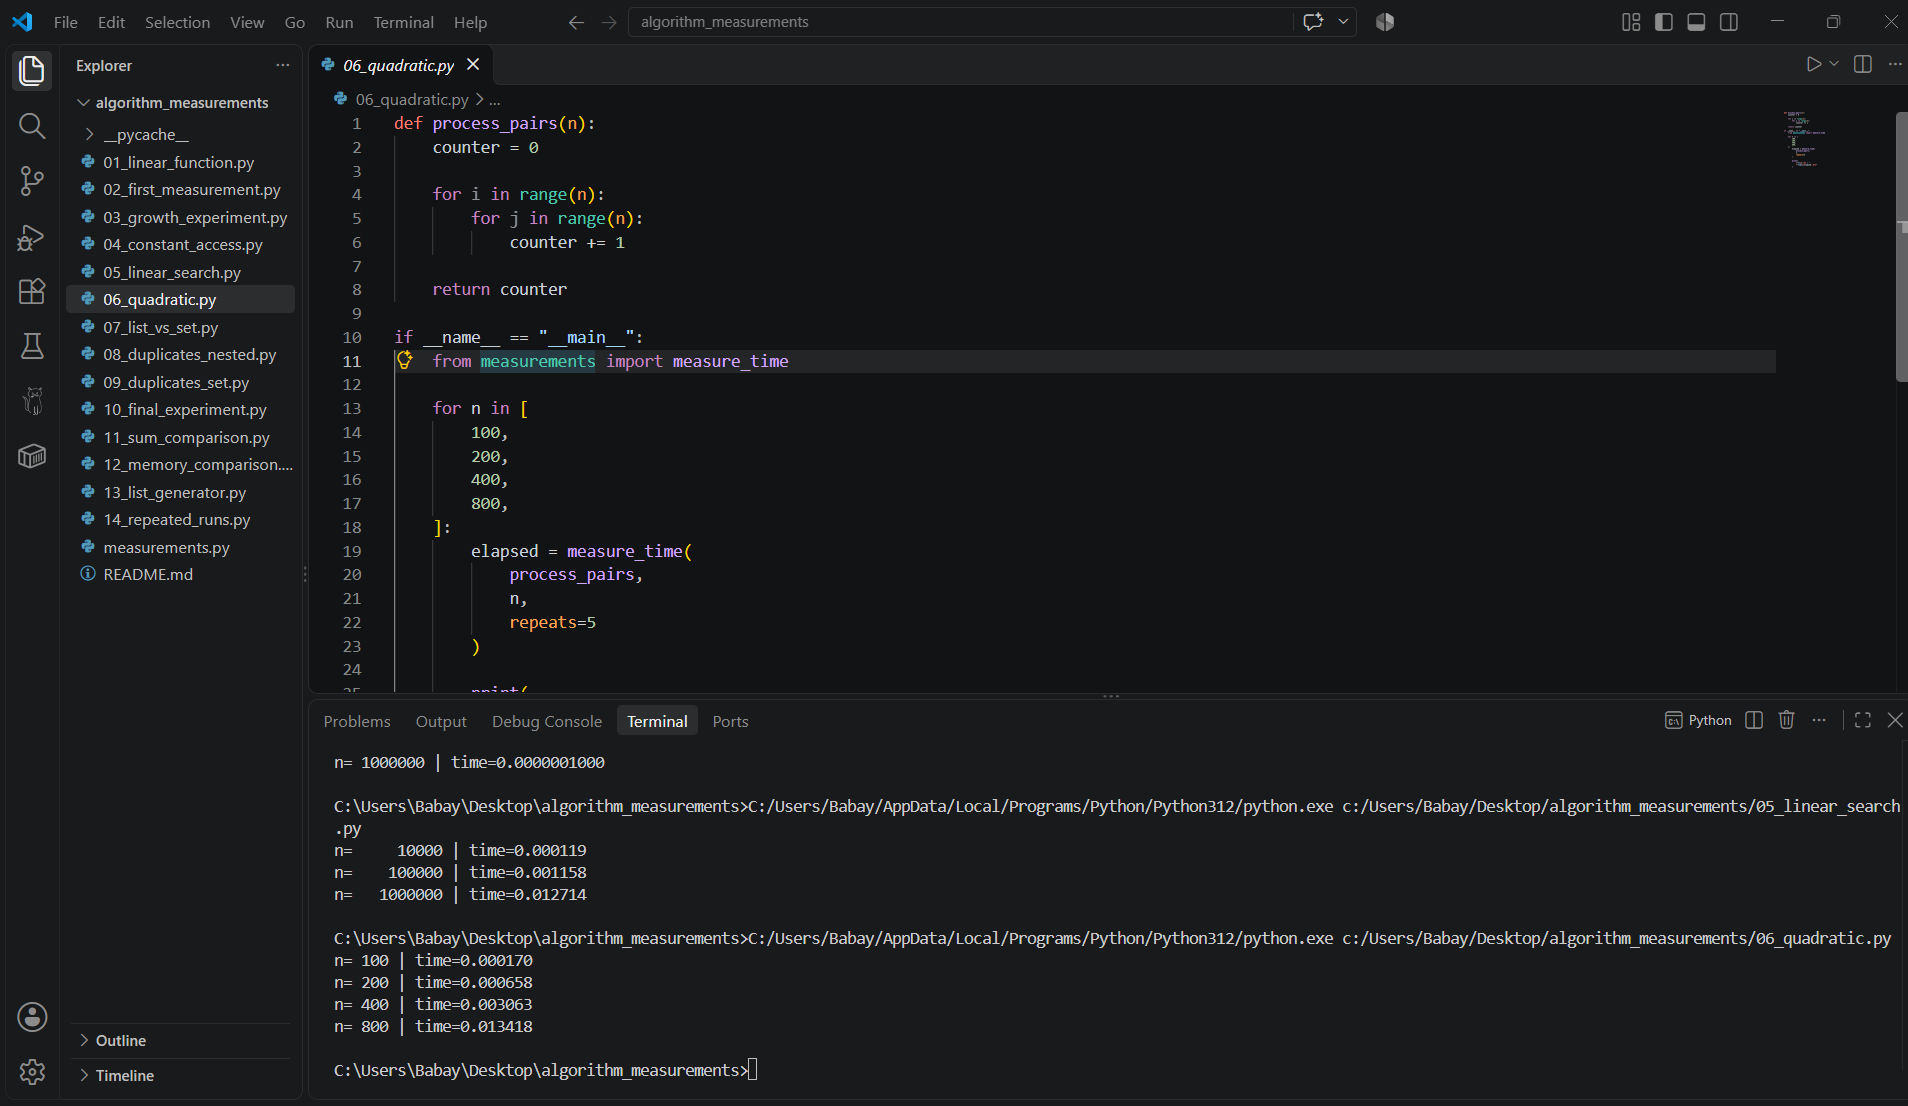 File Edit Selection View Go Run Terminal Help
algorithm_measurements
Explorer
algorithm_measurements
__pycache__
01_linear_function.py
02_first_measurement.py
03_growth_experiment.py
04_constant_access.py
05_linear_search.py
06_quadratic.py
07_list_vs_set.py
08_duplicates_nested.py
09_duplicates_set.py
10_final_experiment.py
11_sum_comparison.py
12_memory_comparison....
13_list_generator.py
14_repeated_runs.py
measurements.py
README.md
Outline
Timeline
06_quadratic.py
06_quadratic.py > ...
1 def process_pairs(n):
2     counter = 0
3
4     for i in range(n):
5         for j in range(n):
6             counter += 1
7
8     return counter
9
10 if __name__ == "__main__":
11     from measurements import measure_time
12
13     for n in [
14         100,
15         200,
16         400,
17         800,
18     ]:
19         elapsed = measure_time(
20             process_pairs,
21             n,
22             repeats=5
23         )
24
25         print(
Problems Output Debug Console Terminal Ports
Python
n= 1000000 | time=0.0000001000
C:\Users\Babay\Desktop\algorithm_measurements>C:/Users/Babay/AppData/Local/Programs/Python/Python312/python.exe c:/Users/Babay/Desktop/algorithm_measurements/05_linear_search
.py
n=     10000 | time=0.000119
n=    100000 | time=0.001158
n=   1000000 | time=0.012714
C:\Users\Babay\Desktop\algorithm_measurements>C:/Users/Babay/AppData/Local/Programs/Python/Python312/python.exe c:/Users/Babay/Desktop/algorithm_measurements/06_quadratic.py
n= 100 | time=0.000170
n= 200 | time=0.000658
n= 400 | time=0.003063
n= 800 | time=0.013418
C:\Users\Babay\Desktop\algorithm_measurements>